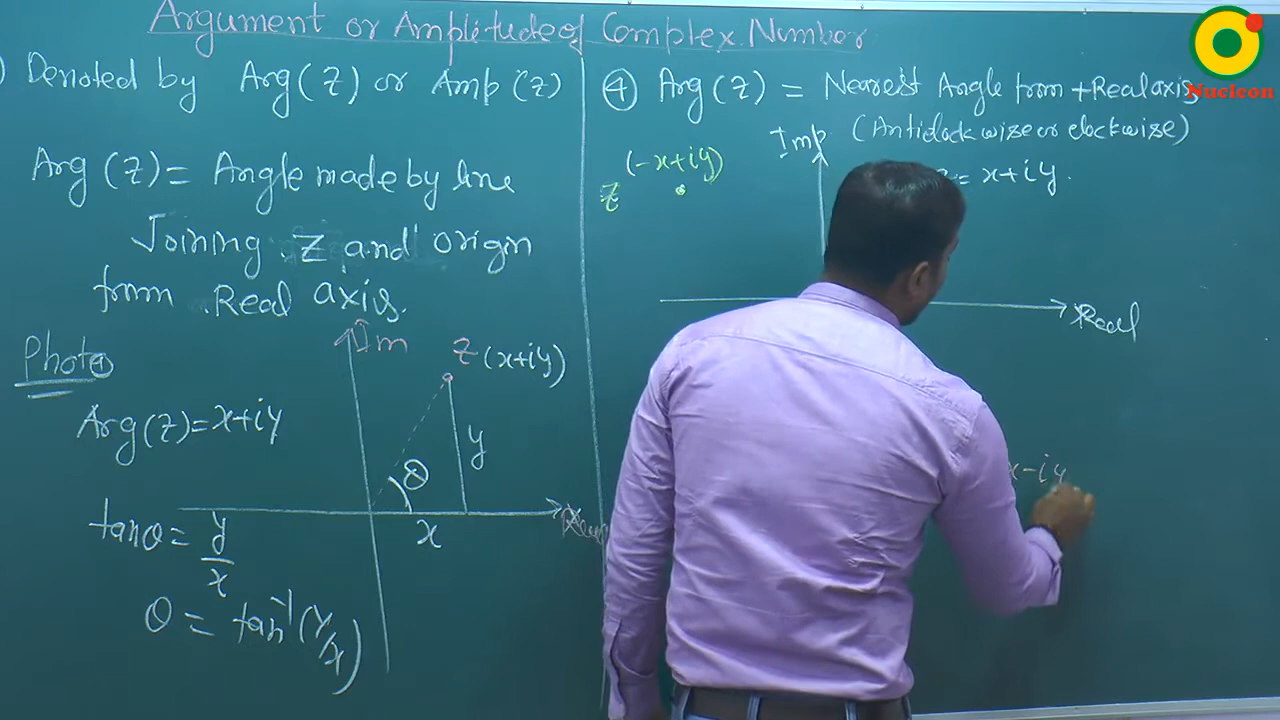 Argument or Amplitude of Complex Number
) Denoted by Arg(Z) or Amp(Z)
Arg(Z) = Angle made by line
Joining Z and origin
from Real axis.
Photo
Im
Z (x+iy)
Arg(Z)=x+iy
θ
y
x
tanθ = y/x
θ = tan⁻¹(y/x)
④ Arg(Z) = Nearest Angle from +Real axis
(Anticlockwise or clockwise)
Imp
(-x+iy)
Z
= x+iy.
Real
x-iy
Nucleon